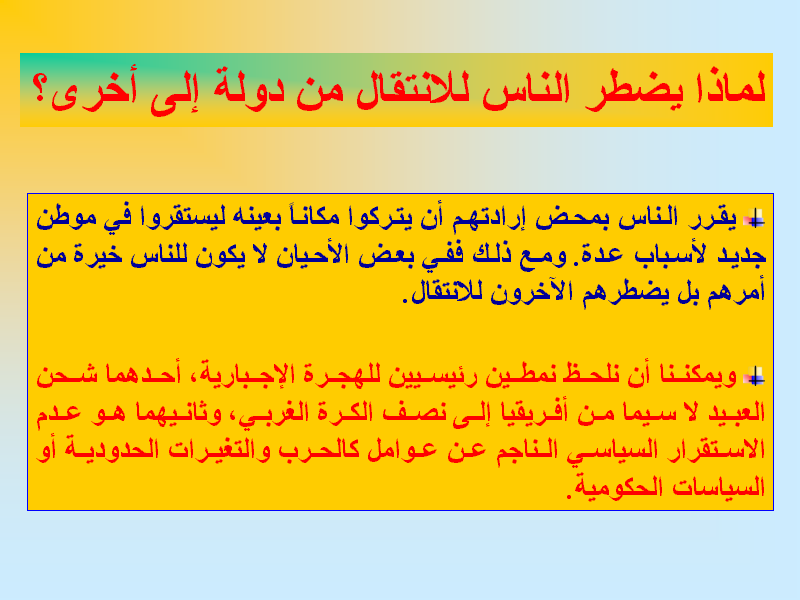 لماذا يضطر الناس للانتقال من دولة إلى أخرى؟
يقرر الناس بمحض إرادتهم أن يتركوا مكاناً بعينه ليستقروا في موطن
جديد لأسباب عدة. ومع ذلك ففي بعض الأحيان لا يكون للناس خيرة من
أمرهم بل يضطرهم الآخرون للانتقال.
ويمكننا أن نلحظ نمطين رئيسيين للهجرة الإجبارية، أحدهما شحن
العبيد لا سيما من أفريقيا إلى نصف الكرة الغربي، وثانيهما هو عدم
الاستقرار السياسي الناجم عن عوامل كالحرب والتغيرات الحدودية أو
السياسات الحكومية.